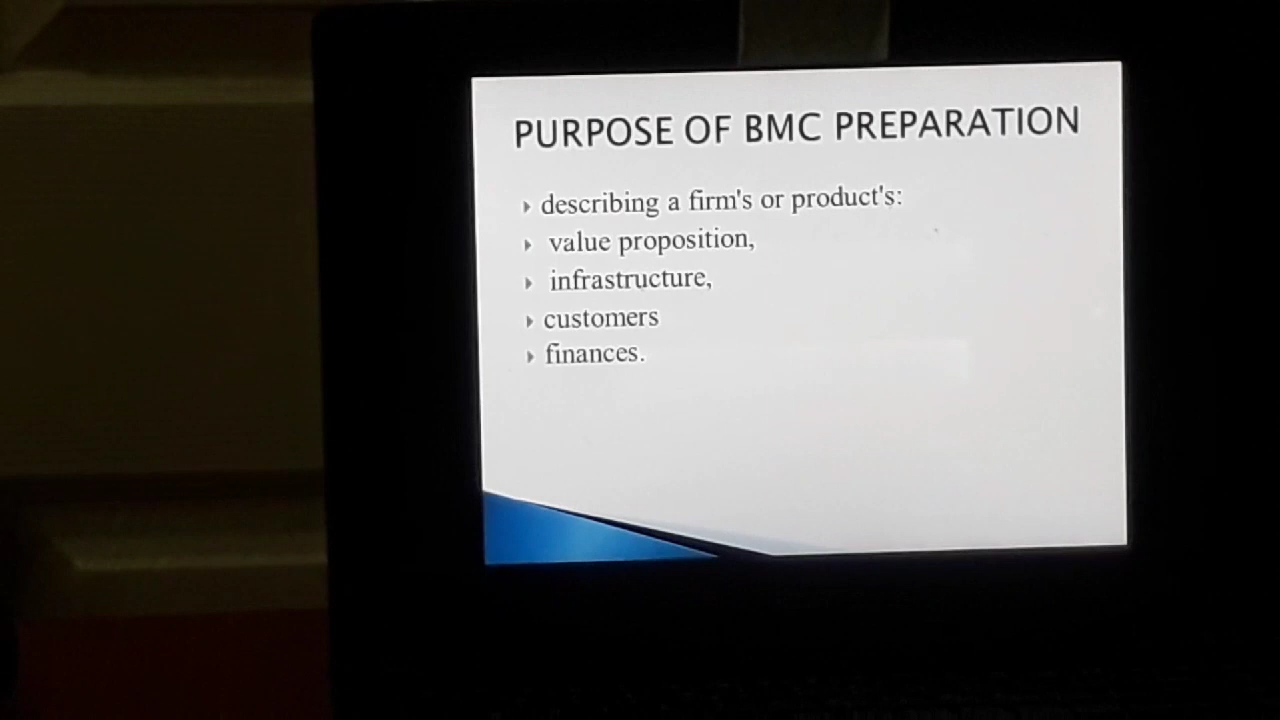 PURPOSE OF BMC PREPARATION
describing a firm's or product's:
value proposition,
infrastructure,
customers
finances.